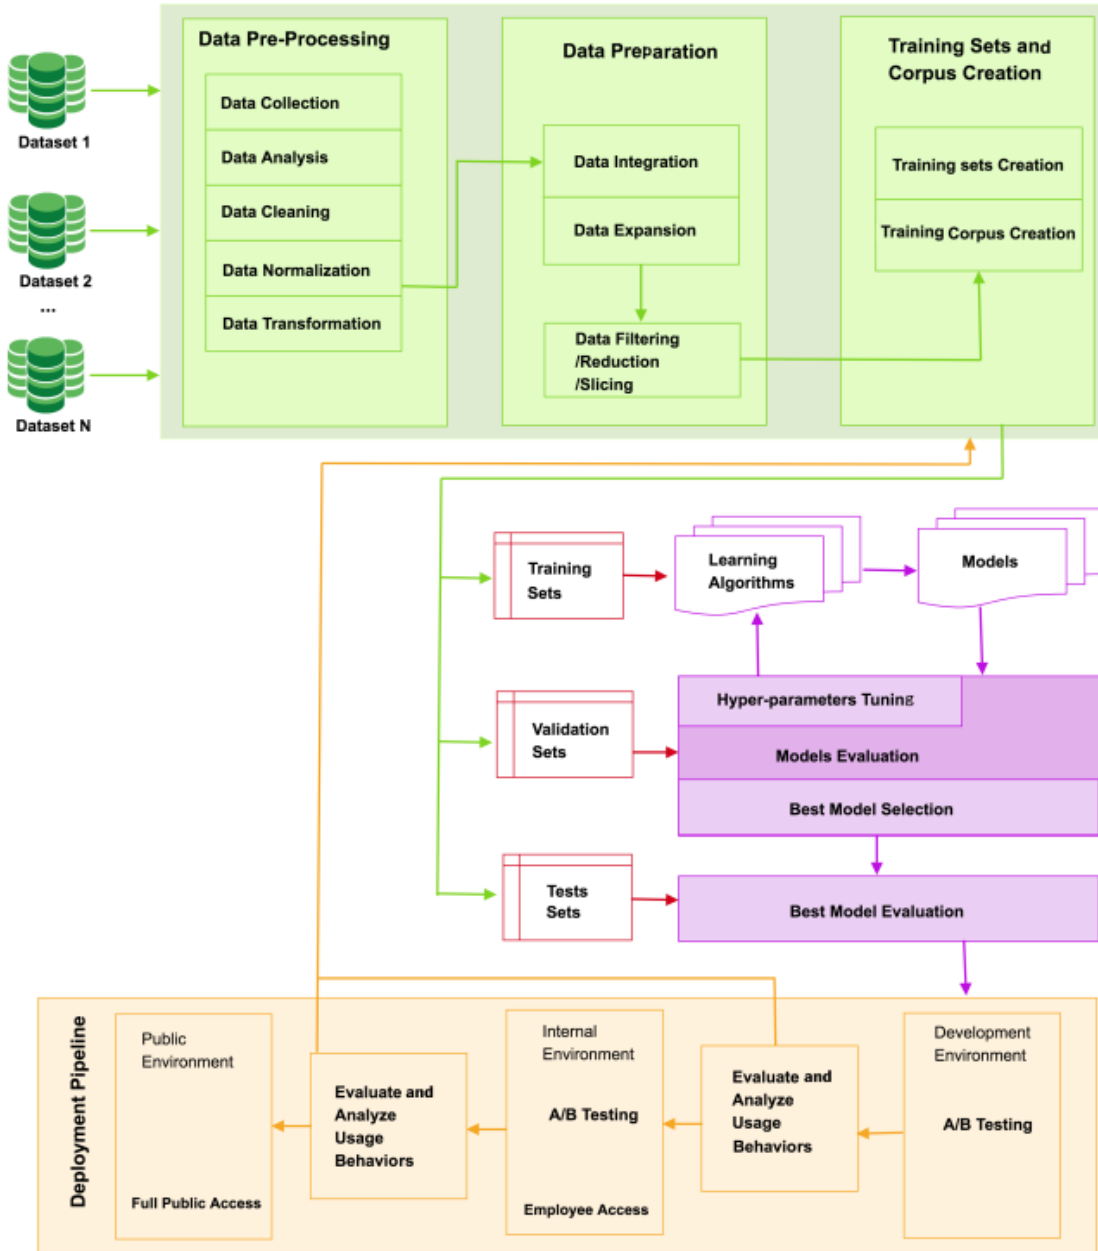 Data Pre-Processing
Data Collection
Data Analysis
Data Cleaning
Data Normalization
Data Transformation
Data Preparation
Data Integration
Data Expansion
Data Filtering
/Reduction
/Slicing
Training Sets and
Corpus Creation
Training sets Creation
Training Corpus Creation
Dataset 1
Dataset 2
...
Dataset N
Training
Sets
Learning
Algorithms
Models
Validation
Sets
Hyper-parameters Tuning
Models Evaluation
Best Model Selection
Tests
Sets
Best Model Evaluation
Deployment Pipeline
Public
Environment
Full Public Access
Evaluate and
Analyze
Usage
Behaviors
Internal
Environment
A/B Testing
Employee Access
Evaluate and
Analyze
Usage
Behaviors
Development
Environment
A/B Testing